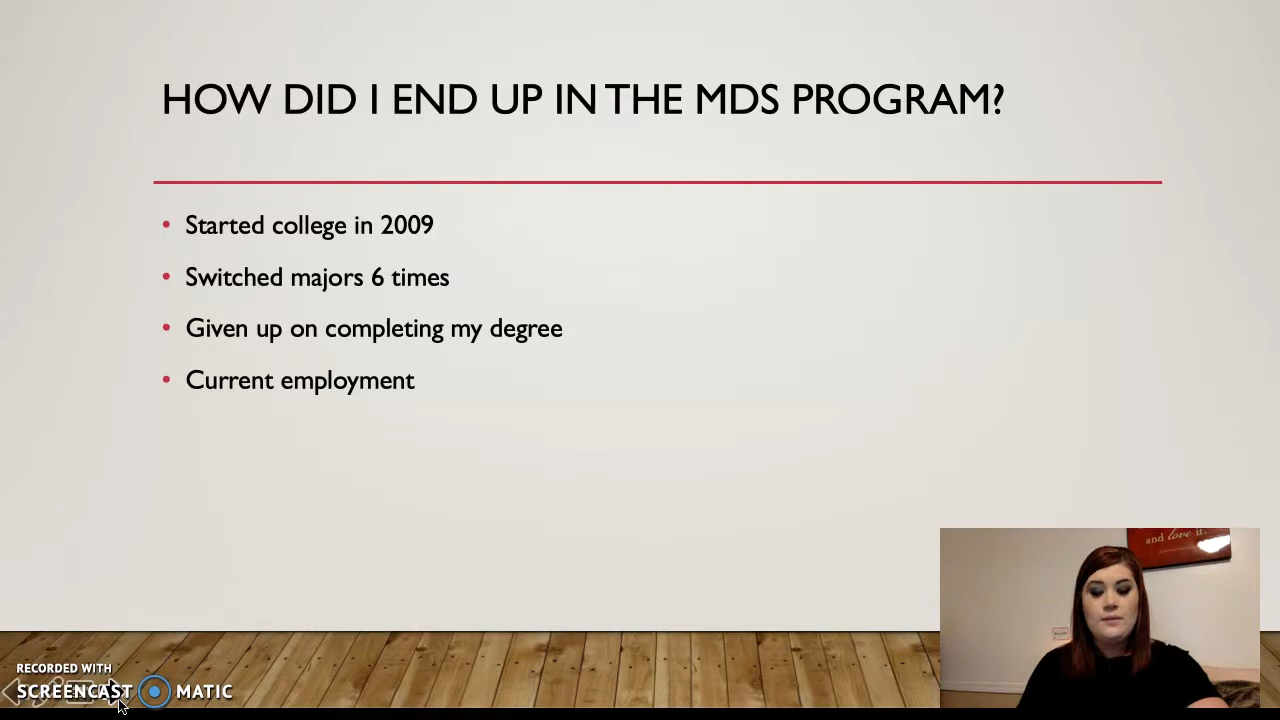 HOW DID I END UP IN THE MDS PROGRAM?
• Started college in 2009
• Switched majors 6 times
• Given up on completing my degree
• Current employment
and love it.
RECORDED WITH
SCREENCAST MATIC